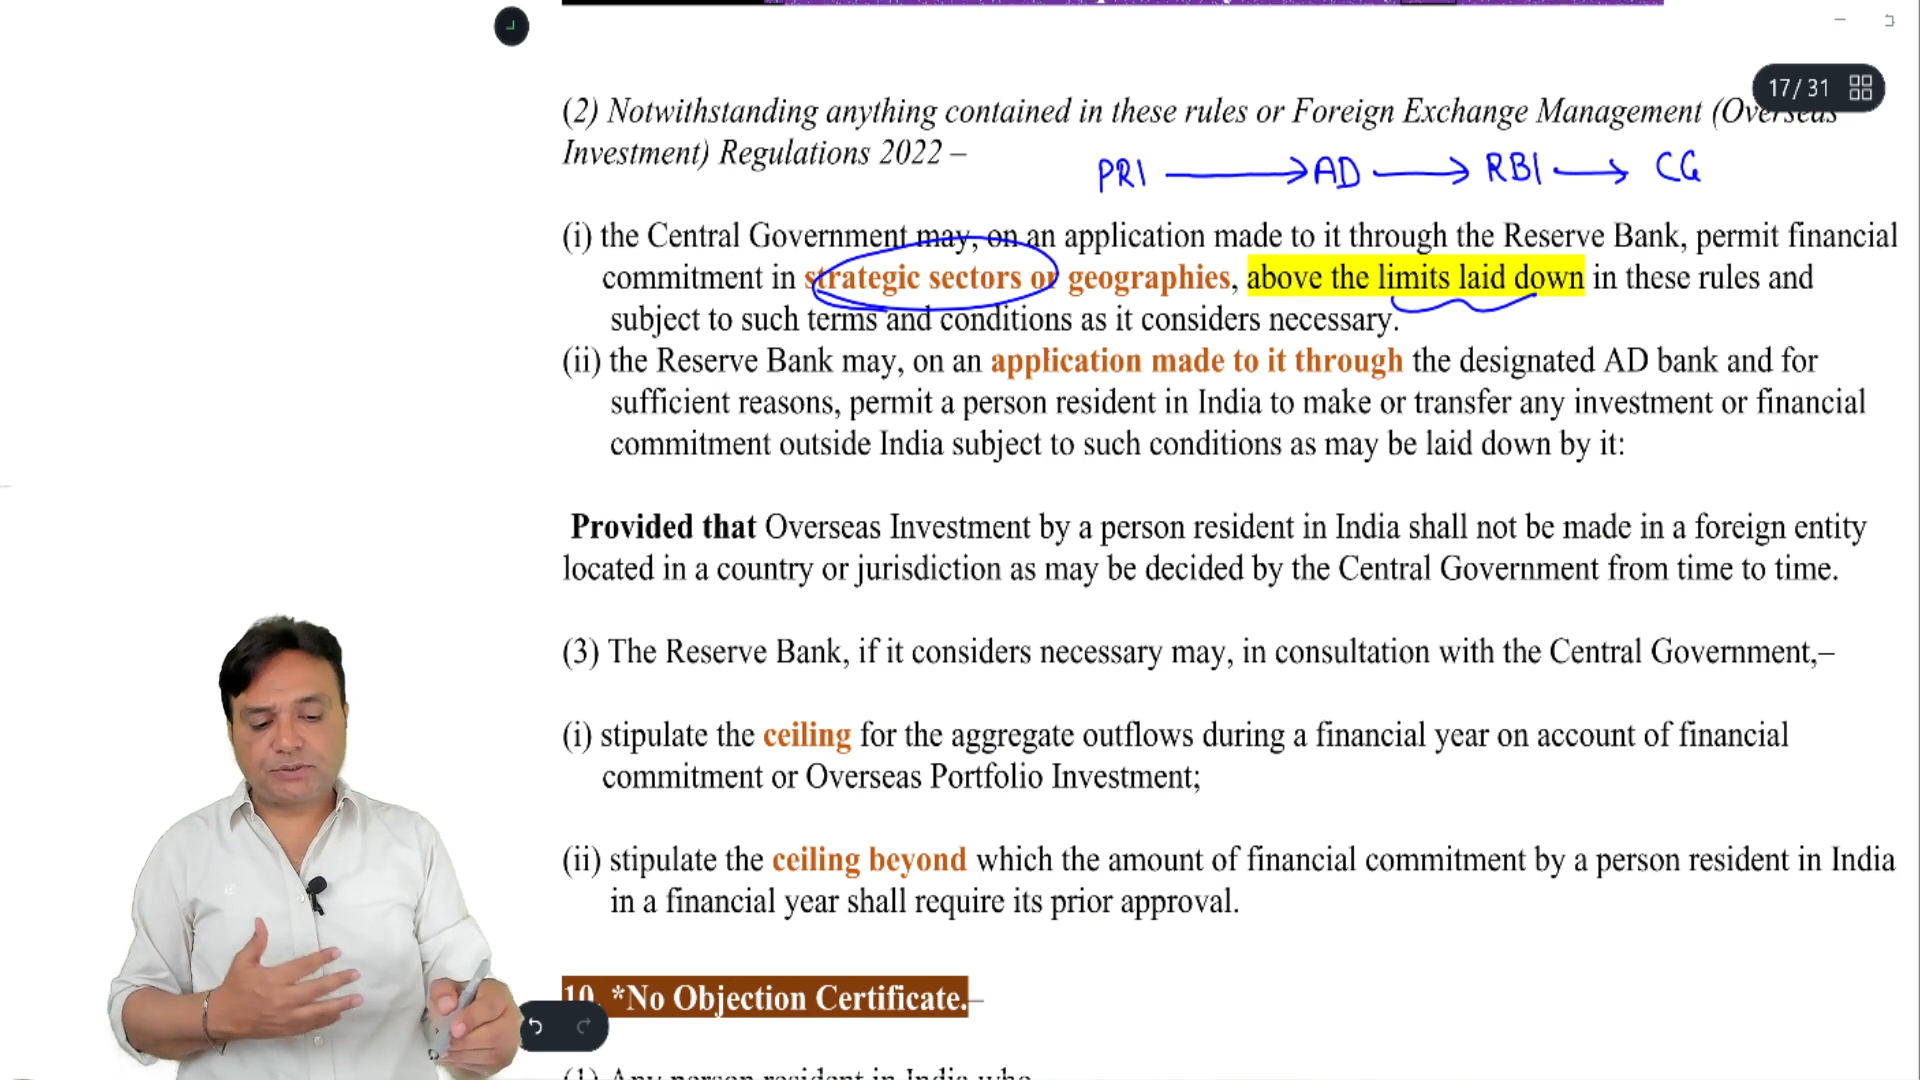 17/ 31
(2) Notwithstanding anything contained in these rules or Foreign Exchange Management (Overseas
Investment) Regulations 2022 –
PRI → AD → RBI → CG
(i) the Central Government may, on an application made to it through the Reserve Bank, permit financial
commitment in strategic sectors or geographies, above the limits laid down in these rules and
subject to such terms and conditions as it considers necessary.
(ii) the Reserve Bank may, on an application made to it through the designated AD bank and for
sufficient reasons, permit a person resident in India to make or transfer any investment or financial
commitment outside India subject to such conditions as may be laid down by it:
Provided that Overseas Investment by a person resident in India shall not be made in a foreign entity
located in a country or jurisdiction as may be decided by the Central Government from time to time.
(3) The Reserve Bank, if it considers necessary may, in consultation with the Central Government,–
(i) stipulate the ceiling for the aggregate outflows during a financial year on account of financial
commitment or Overseas Portfolio Investment;
(ii) stipulate the ceiling beyond which the amount of financial commitment by a person resident in India
in a financial year shall require its prior approval.
10. *No Objection Certificate.–
(1) Any person resident in India who